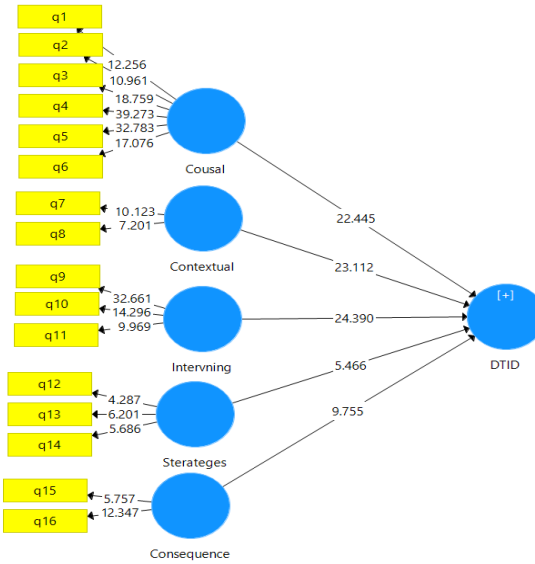 q1
q2
q3
q4
q5
q6
12.256
10.961
18.759
39.273
32.783
17.076
Cousal
22.445
q7
q8
10.123
7.201
Contextual
23.112
q9
q10
q11
32.661
14.296
9.969
Intervning
24.390
[+]
DTID
q12
q13
q14
4.287
6.201
5.686
Sterateges
5.466
q15
q16
5.757
12.347
Consequence
9.755